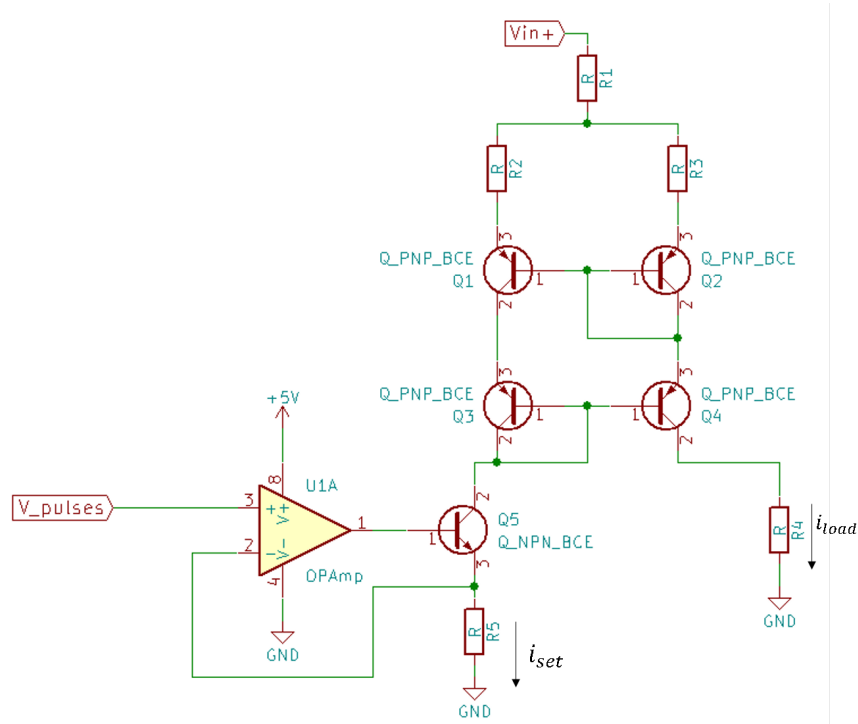 Vin+
R
R1
R
R2
R
R3
3
3
Q_PNP_BCE
Q1
1
1
Q_PNP_BCE
Q2
2
2
3
3
Q_PNP_BCE
Q3
1
1
Q_PNP_BCE
Q4
2
2
+5V
8
U1A
V_pulses
3
+
V+
1
2
-
V-
4
OPAmp
GND
2
1
Q5
Q_NPN_BCE
3
R
R4
i_load
GND
R
R5
i_set
GND